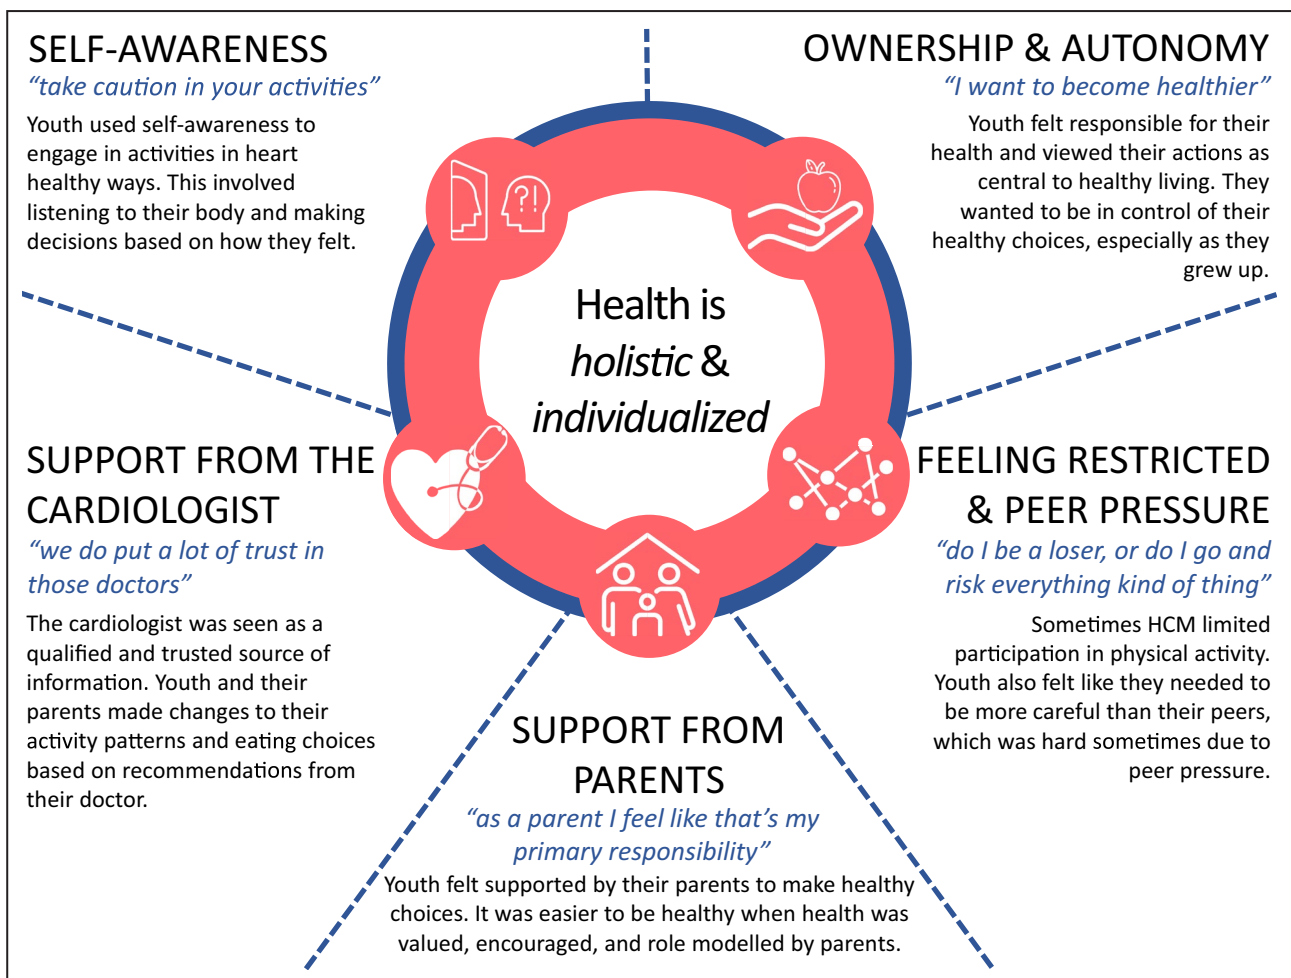 SELF-AWARENESS
“take caution in your activities”
Youth used self-awareness to
engage in activities in heart
healthy ways. This involved
listening to their body and making
decisions based on how they felt.
OWNERSHIP & AUTONOMY
“I want to become healthier”
Youth felt responsible for their
health and viewed their actions as
central to healthy living. They
wanted to be in control of their
healthy choices, especially as they
grew up.
?!
Health is
holistic &
individualized
SUPPORT FROM THE
CARDIOLOGIST
“we do put a lot of trust in
those doctors”
The cardiologist was seen as a
qualified and trusted source of
information. Youth and their
parents made changes to their
activity patterns and eating choices
based on recommendations from
their doctor.
FEELING RESTRICTED
& PEER PRESSURE
“do I be a loser, or do I go and
risk everything kind of thing”
Sometimes HCM limited
participation in physical activity.
Youth also felt like they needed to
be more careful than their peers,
which was hard sometimes due to
peer pressure.
SUPPORT FROM
PARENTS
“as a parent I feel like that’s my
primary responsibility”
Youth felt supported by their parents to make healthy
choices. It was easier to be healthy when health was
valued, encouraged, and role modelled by parents.